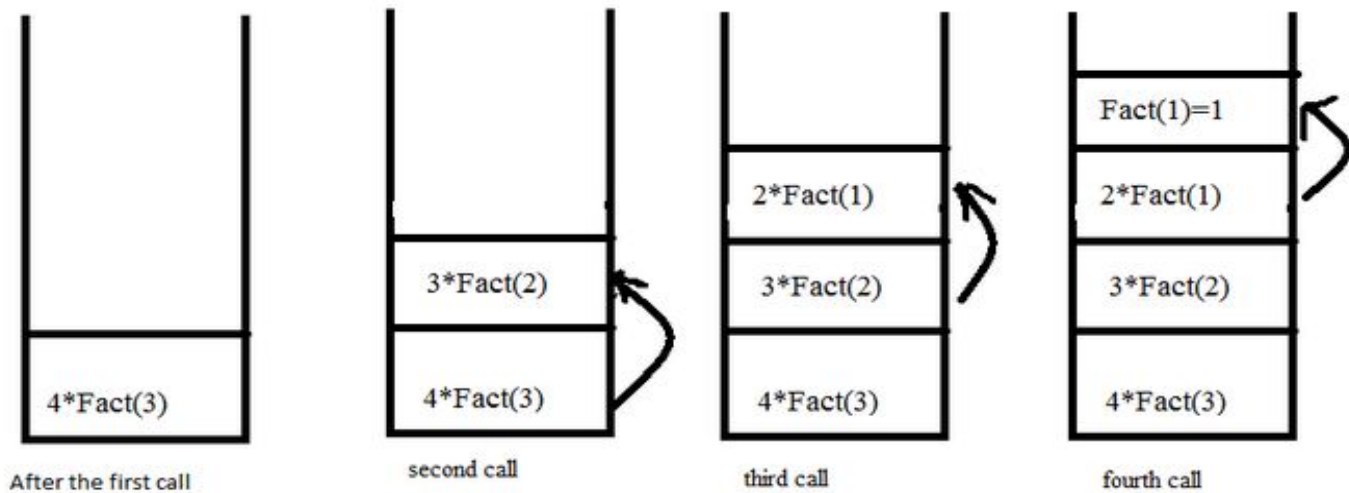 4*Fact(3)
After the first call
3*Fact(2)
4*Fact(3)
second call
2*Fact(1)
3*Fact(2)
4*Fact(3)
third call
Fact(1)=1
2*Fact(1)
3*Fact(2)
4*Fact(3)
fourth call